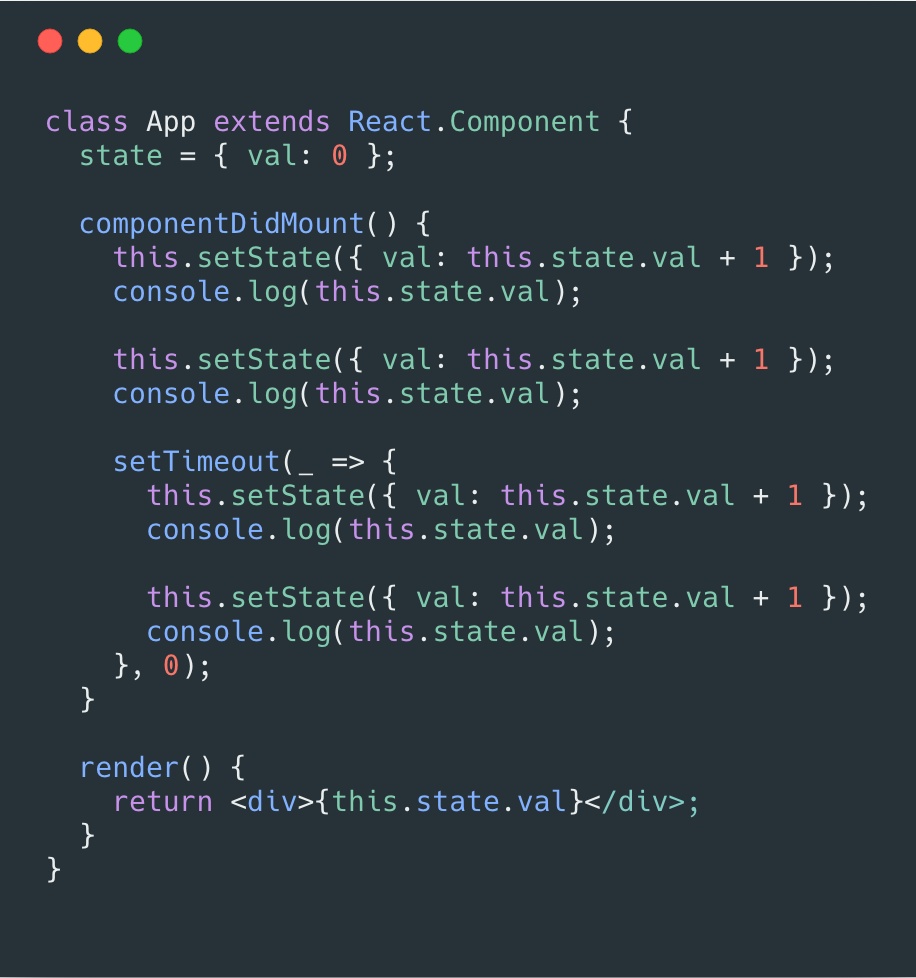 class App extends React.Component {
  state = { val: 0 };

  componentDidMount() {
    this.setState({ val: this.state.val + 1 });
    console.log(this.state.val);

    this.setState({ val: this.state.val + 1 });
    console.log(this.state.val);

    setTimeout(_ => {
      this.setState({ val: this.state.val + 1 });
      console.log(this.state.val);

      this.setState({ val: this.state.val + 1 });
      console.log(this.state.val);
    }, 0);
  }

  render() {
    return <div>{this.state.val}</div>;
  }
}